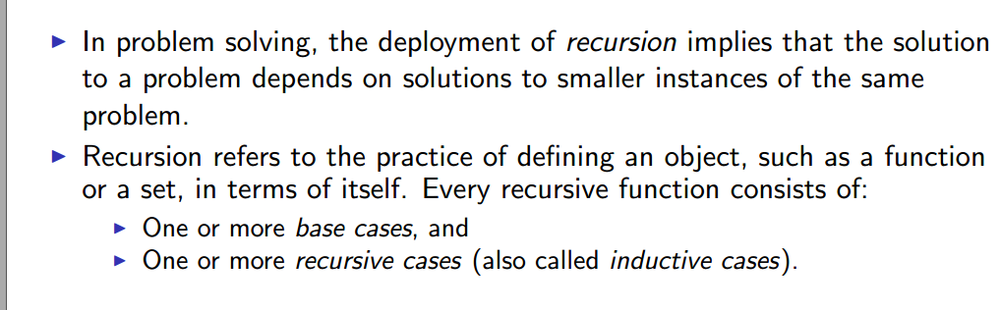 In problem solving, the deployment of recursion implies that the solution
to a problem depends on solutions to smaller instances of the same
problem.
Recursion refers to the practice of defining an object, such as a function
or a set, in terms of itself. Every recursive function consists of:
One or more base cases, and
One or more recursive cases (also called inductive cases).